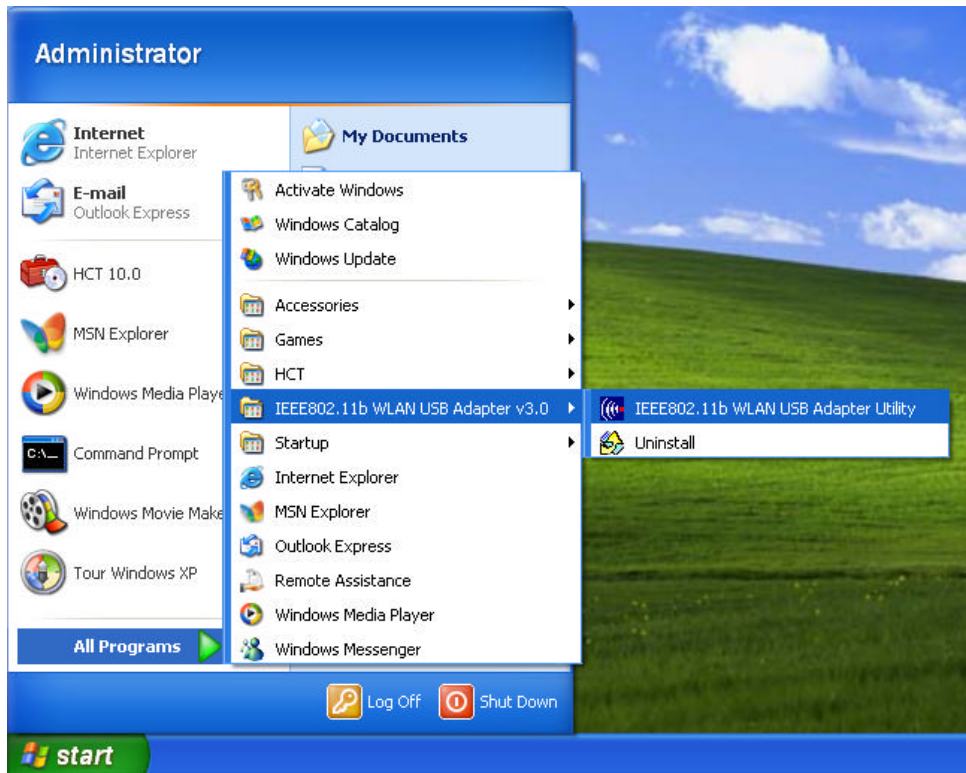 Administrator
Internet
Internet Explorer
E-mail
Outlook Express
HCT 10.0
MSN Explorer
Windows Media Playe
C:\_
Command Prompt
Windows Movie Make
Tour Windows XP
All Programs
My Documents
Activate Windows
Windows Catalog
Windows Update
Accessories
Games
HCT
IEEE802.11b WLAN USB Adapter v3.0
Startup
Internet Explorer
MSN Explorer
Outlook Express
Remote Assistance
Windows Media Player
Windows Messenger
IEEE802.11b WLAN USB Adapter Utility
Uninstall
Log Off
Shut Down
start